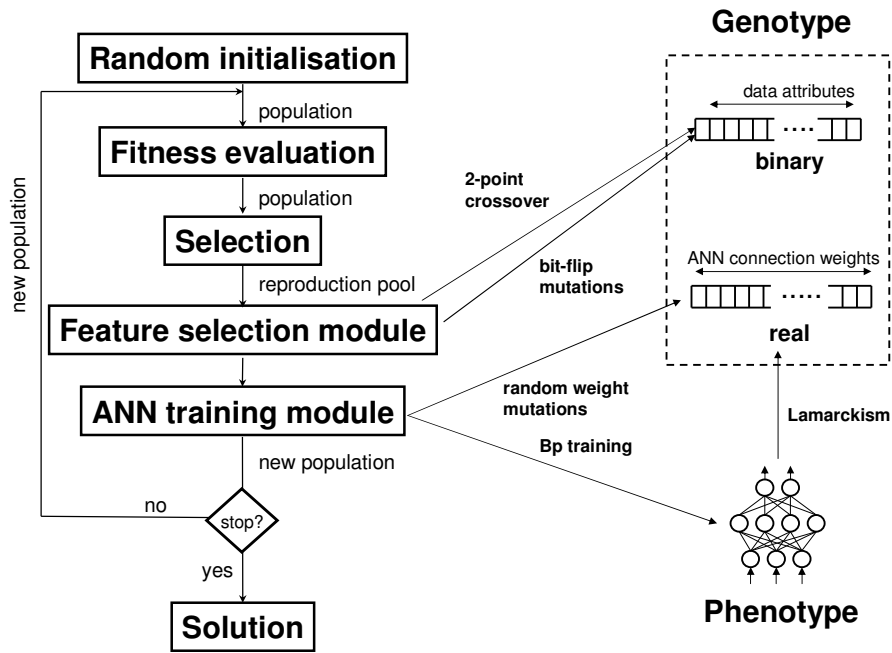 Genotype
Random initialisation
population
data attributes
.....
binary
Fitness evaluation
population
2-point
crossover
Selection
reproduction pool
new population
bit-flip
mutations
ANN connection weights
.....
real
Feature selection module
ANN training module
random weight
mutations
Lamarckism
Bp training
new population
no
stop?
yes
Solution
Phenotype